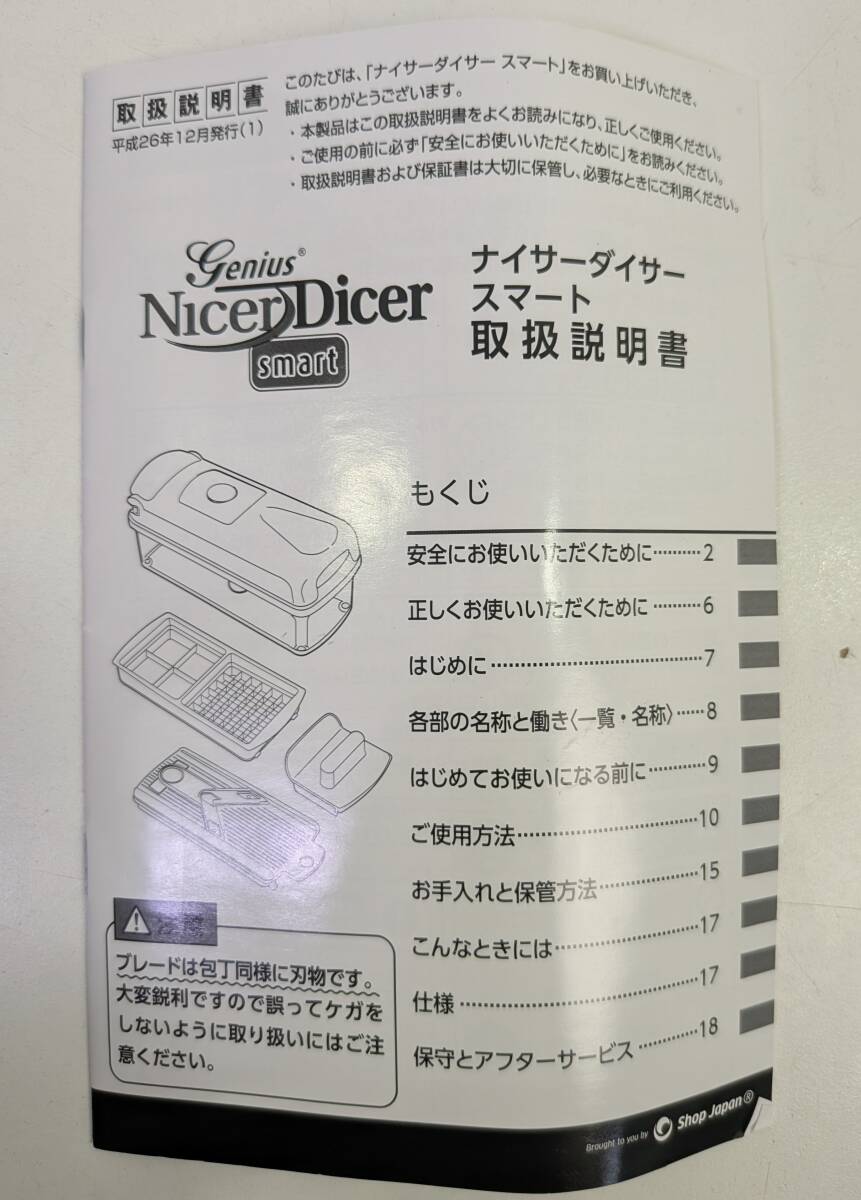 取扱説明書
平成26年12月発行(1)
このたびは、「ナイサーダイサー スマート」をお買い上げいただき、
誠にありがとうございます。
・本製品はこの取扱説明書をよくお読みになり、正しくご使用ください。
・ご使用の前に必ず「安全にお使いいただくために」をお読みください。
・取扱説明書および保証書は大切に保管し、必要なときにご利用ください。
Genius®
Nicer Dicer
smart
ナイサーダイサー
スマート
取扱説明書
もくじ
安全にお使いいただくために··········2
正しくお使いいただくために··········6
はじめに····································7
各部の名称と働き〈一覧・名称〉······8
はじめてお使いになる前に············9
ご使用方法·······························10
お手入れと保管方法·················15
こんなときには·························17
仕様·········································17
保守とアフターサービス············18
注意
ブレードは包丁同様に刃物です。
大変鋭利ですので誤ってケガを
しないように取り扱いにはご注
意ください。
Brought to you by Shop Japan®